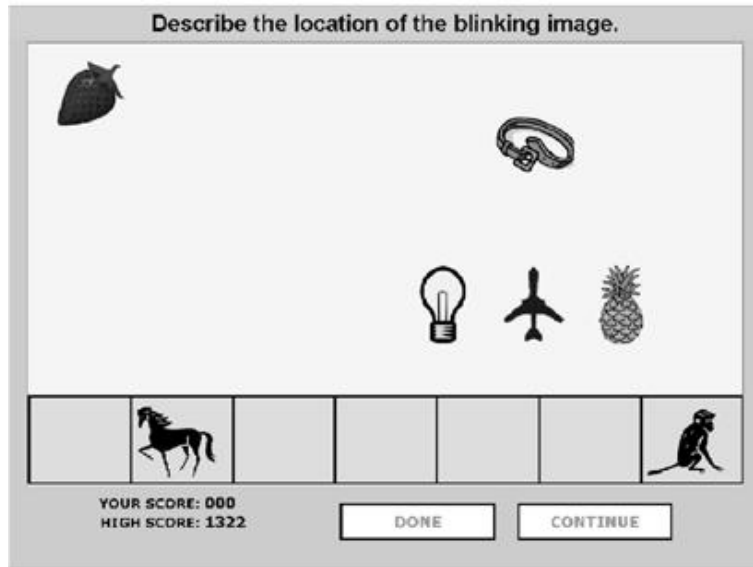 Describe the location of the blinking image.
YOUR SCORE: 000
HIGH SCORE: 1322
DONE
CONTINUE